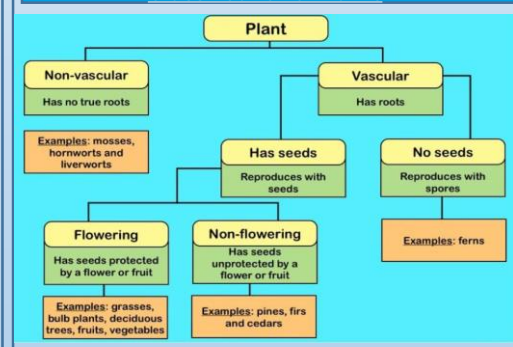 Plant
Non-vascular
Has no true roots
Examples: mosses,
hornworts and
liverworts
Vascular
Has roots
Has seeds
Reproduces with
seeds
No seeds
Reproduces with
spores
Examples: ferns
Flowering
Has seeds protected
by a flower or fruit
Examples: grasses,
bulb plants, deciduous
trees, fruits, vegetables
Non-flowering
Has seeds
unprotected by a
flower or fruit
Examples: pines, firs
and cedars